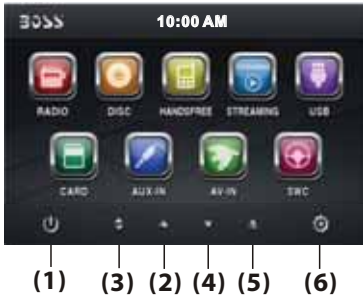 BOSS 10:00 AM
RADIO DISC HANDSFREE STREAMING USB
CARD AUX-IN AV-IN SWC
(1) (3) (2) (4) (5) (6)